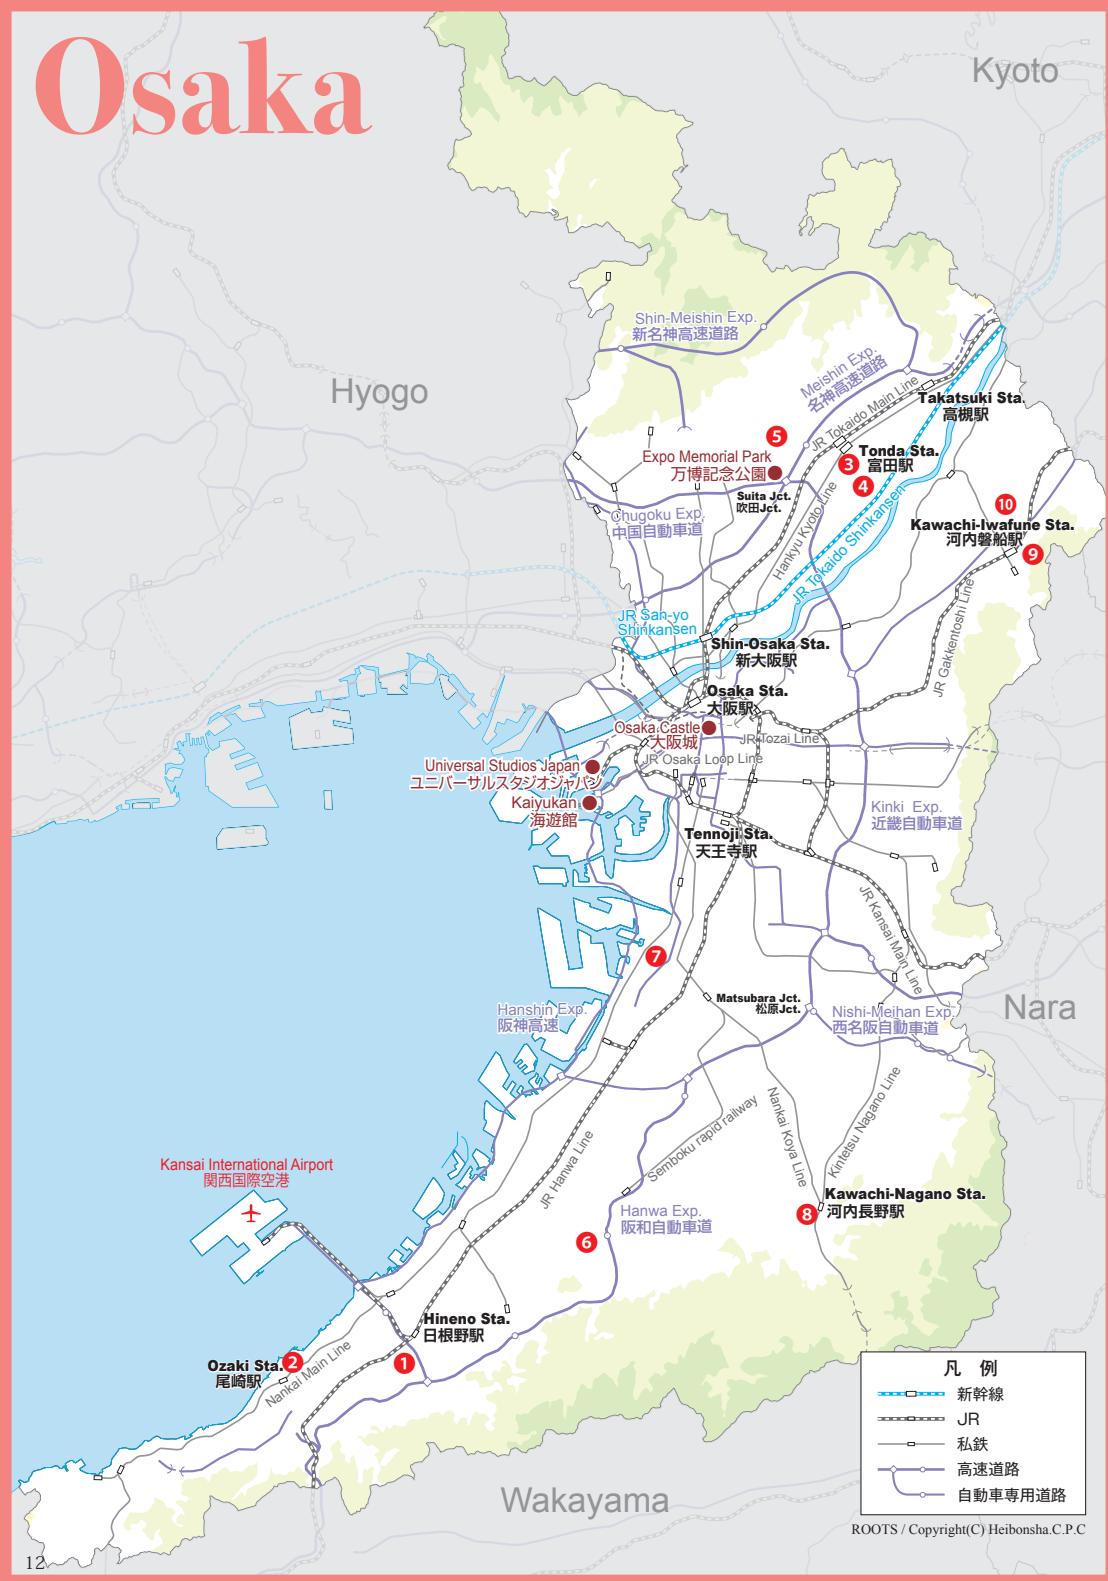 Osaka
Kyoto
Hyogo
Shin-Meishin Exp.
新名神高速道路
Meishin Exp.
名神高速道路
JR Tokaido Main Line
Takatsuki Sta.
高槻駅
5
Expo Memorial Park
万博記念公園
Tonda Sta.
富田駅
3
4
Suita Jct.
吹田Jct.
Chugoku Exp.
中国自動車道
Hankyu Kyoto Line
JR Tokaido Shinkansen
10
Kawachi-Iwafune Sta.
河内磐船駅
9
JR San-yo
Shinkansen
JR Gakkentoshi Line
Shin-Osaka Sta.
新大阪駅
Osaka Sta.
大阪駅
Osaka Castle
大阪城
JR Tozai Line
JR Osaka Loop Line
Universal Studios Japan
ユニバーサルスタジオジャパン
Kaiyukan
海遊館
Kinki Exp.
近畿自動車道
Tennoji Sta.
天王寺駅
JR Kansai Main Line
7
Matsubara Jct.
松原Jct.
Nara
Hanshin Exp.
阪神高速
Nishi-Meihan Exp.
西名阪自動車道
Nankai Koya Line
Kintetsu Nagano Line
Semboku rapid railway
JR Hanwa Line
Kansai International Airport
関西国際空港
Kawachi-Nagano Sta.
河内長野駅
8
Hanwa Exp.
阪和自動車道
6
Hineno Sta.
日根野駅
1
Ozaki Sta.
尾崎駅
2
Nankai Main Line
Wakayama
凡 例
新幹線
JR
私鉄
高速道路
自動車専用道路
ROOTS / Copyright(C) Heibonsha.C.P.C
12